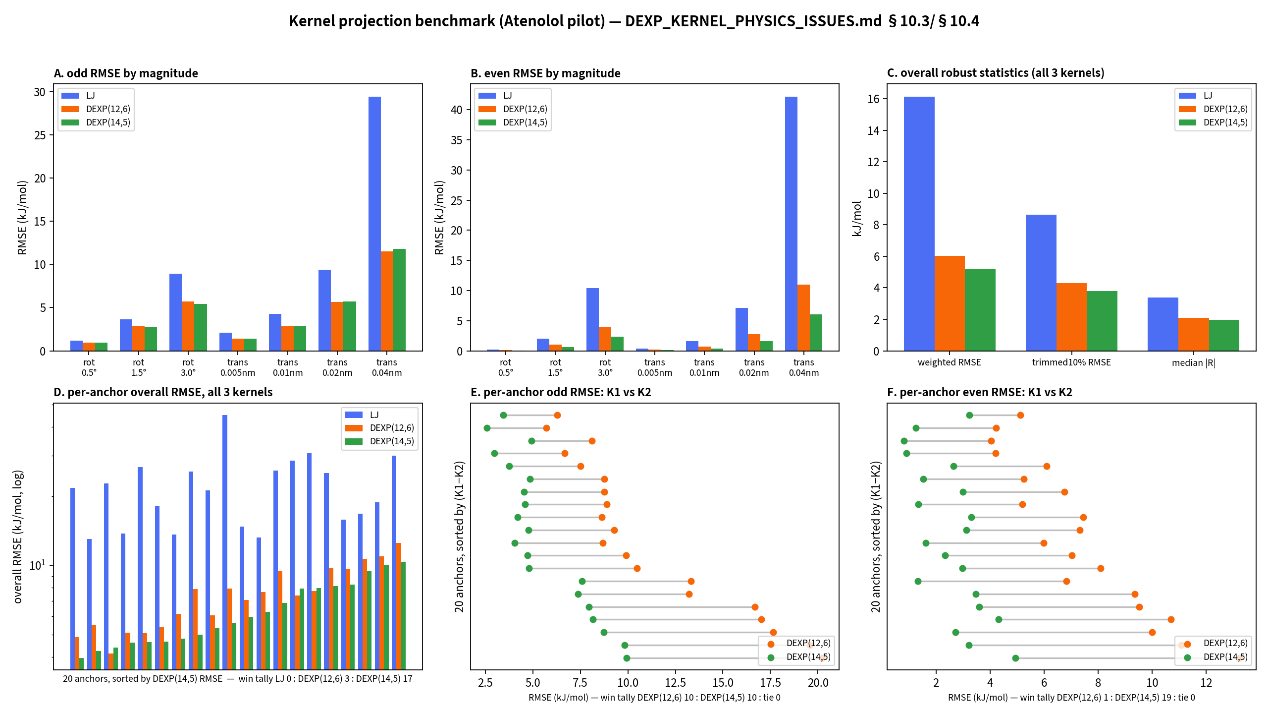 Kernel projection benchmark (Atenolol pilot) — DEXP_KERNEL_PHYSICS_ISSUES.md §10.3/§10.4
A. odd RMSE by magnitude
RMSE (kJ/mol)
30
25
20
15
10
5
0
LJ
DEXP(12,6)
DEXP(14,5)
rot 0.5°
rot 1.5°
rot 3.0°
trans 0.005nm
trans 0.01nm
trans 0.02nm
trans 0.04nm
B. even RMSE by magnitude
RMSE (kJ/mol)
40
35
30
25
20
15
10
5
0
LJ
DEXP(12,6)
DEXP(14,5)
rot 0.5°
rot 1.5°
rot 3.0°
trans 0.005nm
trans 0.01nm
trans 0.02nm
trans 0.04nm
C. overall robust statistics (all 3 kernels)
kJ/mol
16
14
12
10
8
6
4
2
0
LJ
DEXP(12,6)
DEXP(14,5)
weighted RMSE
trimmed10% RMSE
median |R|
D. per-anchor overall RMSE, all 3 kernels
overall RMSE (kJ/mol, log)
10¹
LJ
DEXP(12,6)
DEXP(14,5)
20 anchors, sorted by DEXP(14,5) RMSE — win tally LJ 0 : DEXP(12,6) 3 : DEXP(14,5) 17
E. per-anchor odd RMSE: K1 vs K2
20 anchors, sorted by (K1−K2)
DEXP(12,6)
DEXP(14,5)
2.5
5.0
7.5
10.0
12.5
15.0
17.5
20.0
RMSE (kJ/mol) — win tally DEXP(12,6) 10 : DEXP(14,5) 10 : tie 0
F. per-anchor even RMSE: K1 vs K2
20 anchors, sorted by (K1−K2)
DEXP(12,6)
DEXP(14,5)
2
4
6
8
10
12
RMSE (kJ/mol) — win tally DEXP(12,6) 1 : DEXP(14,5) 19 : tie 0